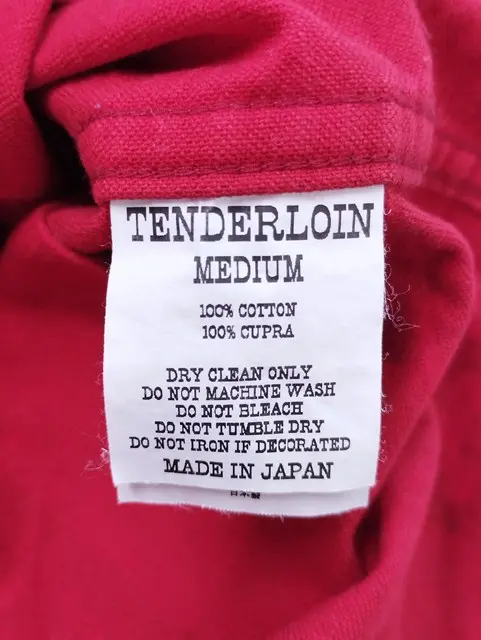 TENDERLOIN
MEDIUM
100% COTTON
100% CUPRA
DRY CLEAN ONLY
DO NOT MACHINE WASH
DO NOT BLEACH
DO NOT TUMBLE DRY
DO NOT IRON IF DECORATED
MADE IN JAPAN